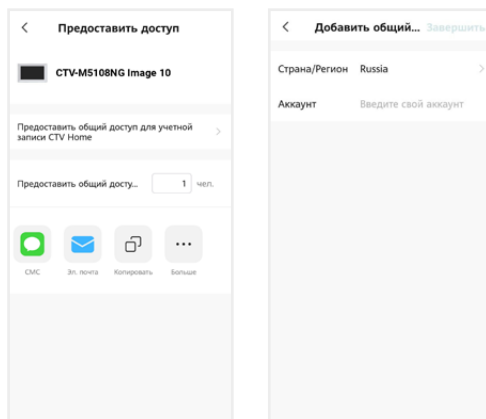 Предоставить доступ
CTV-M5108NG Image 10
Предоставить общий доступ для учетной
записи CTV Home
Предоставить общий досту...
1 чел.
СМС Эл. почта Копировать Больше
Добавить общий... Завершить
Страна/Регион Russia
Аккаунт Введите свой аккаунт